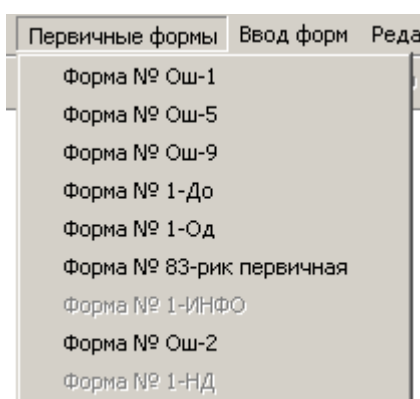 Первичные формы Ввод форм Реда
Форма № Ош-1
Форма № Ош-5
Форма № Ош-9
Форма № 1-До
Форма № 1-Од
Форма № 83-рик первичная
Форма № 1-ИНФО
Форма № Ош-2
Форма № 1-НД